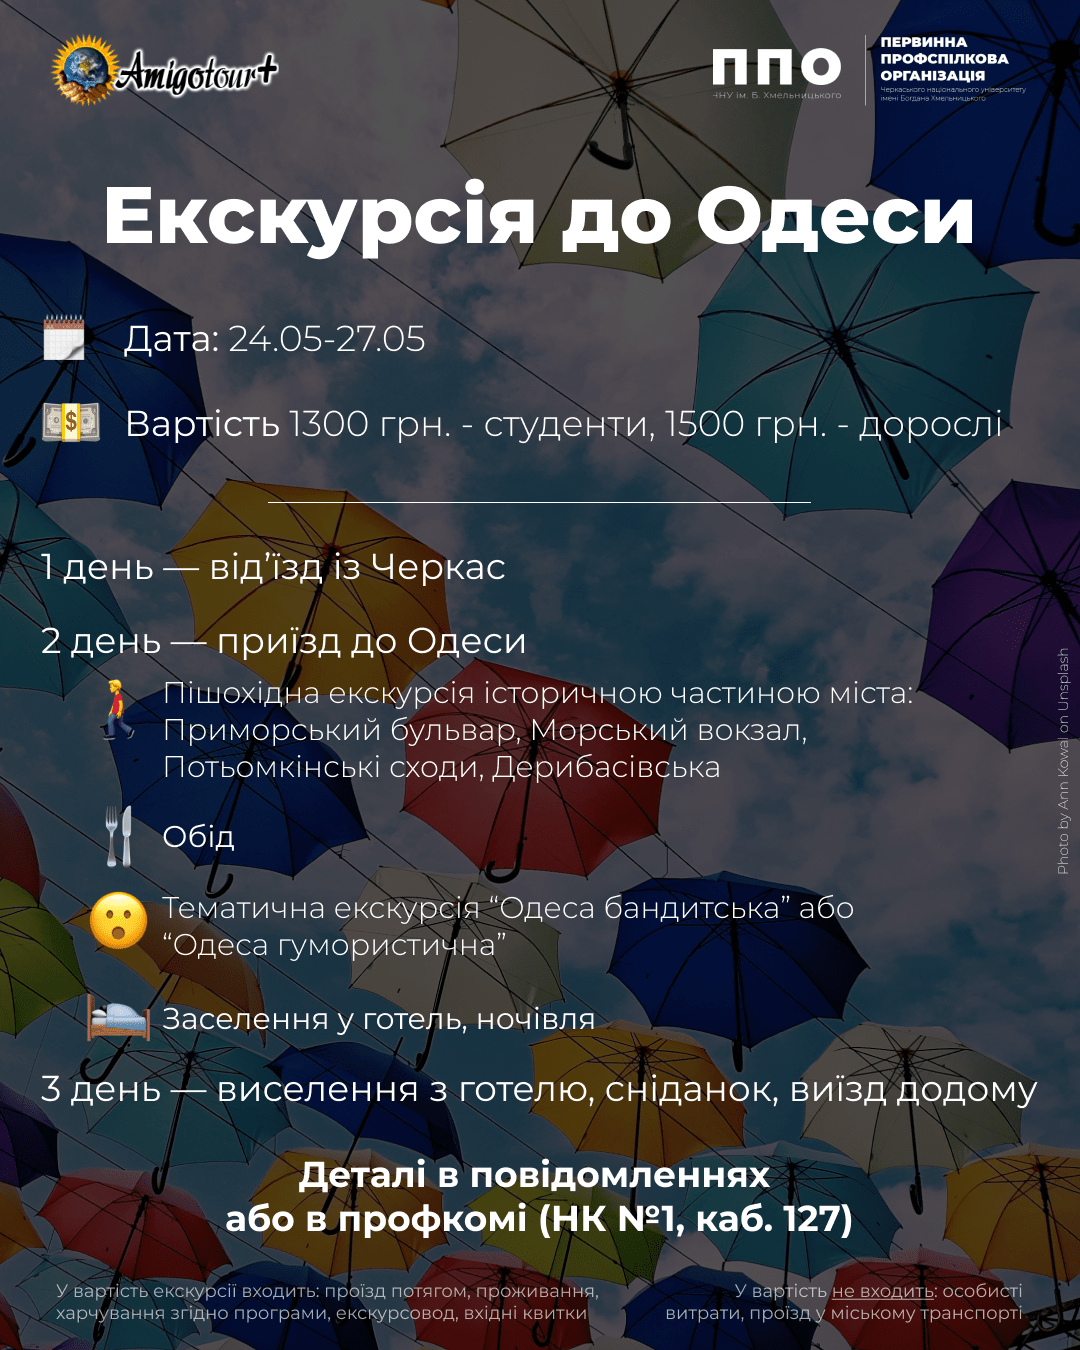 Amigotour+
ППО
ЧНУ ім. Б. Хмельницького
ПЕРВИННА
ПРОФСПІЛКОВА
ОРГАНІЗАЦІЯ
Черкаського національного університету
імені Богдана Хмельницького
Екскурсія до Одеси
Дата: 24.05-27.05
Вартість 1300 грн. - студенти, 1500 грн. - дорослі
1 день — від’їзд із Черкас
2 день — приїзд до Одеси
Пішохідна екскурсія історичною частиною міста:
Приморський бульвар, Морський вокзал,
Потьомкінські сходи, Дерибасівська
Обід
Тематична екскурсія “Одеса бандитська” або
“Одеса гумористична”
Заселення у готель, ночівля
3 день — виселення з готелю, сніданок, виїзд додому
Деталі в повідомленнях
або в профкомі (НК №1, каб. 127)
У вартість екскурсії входить: проїзд потягом, проживання,
харчування згідно програми, екскурсовод, вхідні квитки
У вартість не входить: особисті
витрати, проїзд у міському транспорті
Photo by Ann Kowal on Unsplash